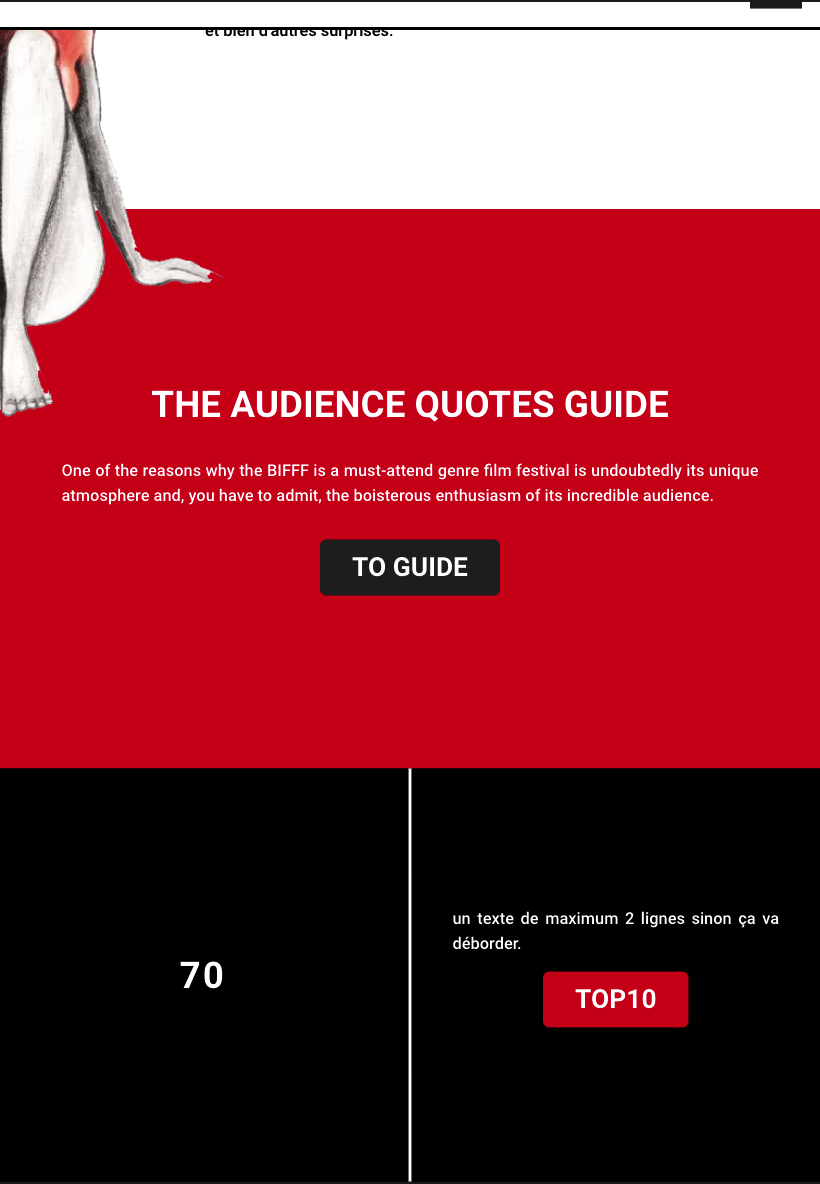 et bien d'autres surprises.
THE AUDIENCE QUOTES GUIDE
One of the reasons why the BIFFF is a must-attend genre film festival is undoubtedly its unique
atmosphere and, you have to admit, the boisterous enthusiasm of its incredible audience.
TO GUIDE
70
un texte de maximum 2 lignes sinon ça va
déborder.
TOP10